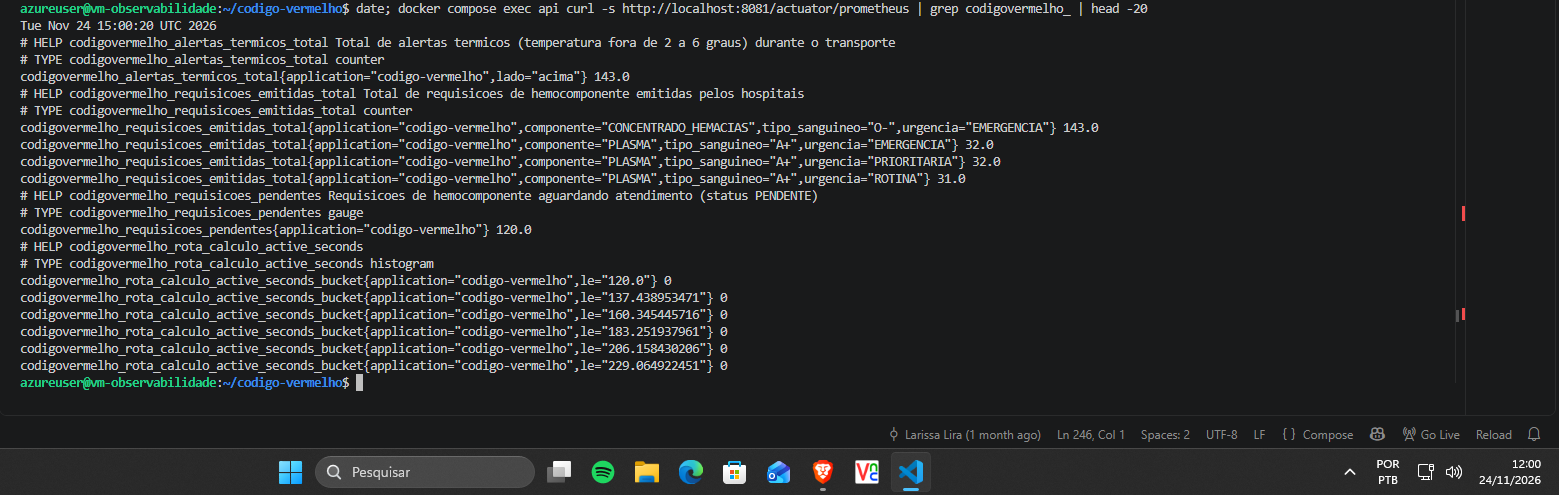 azureuser@vm-observabilidade:~/codigo-vermelho$ date; docker compose exec api curl -s http://localhost:8081/actuator/prometheus | grep codigovermelho_ | head -20
Tue Nov 24 15:00:20 UTC 2026
# HELP codigovermelho_alertas_termicos_total Total de alertas termicos (temperatura fora de 2 a 6 graus) durante o transporte
# TYPE codigovermelho_alertas_termicos_total counter
codigovermelho_alertas_termicos_total{application="codigo-vermelho",lado="acima"} 143.0
# HELP codigovermelho_requisicoes_emitidas_total Total de requisicoes de hemocomponente emitidas pelos hospitais
# TYPE codigovermelho_requisicoes_emitidas_total counter
codigovermelho_requisicoes_emitidas_total{application="codigo-vermelho",componente="CONCENTRADO_HEMACIAS",tipo_sanguineo="O-",urgencia="EMERGENCIA"} 143.0
codigovermelho_requisicoes_emitidas_total{application="codigo-vermelho",componente="PLASMA",tipo_sanguineo="A+",urgencia="EMERGENCIA"} 32.0
codigovermelho_requisicoes_emitidas_total{application="codigo-vermelho",componente="PLASMA",tipo_sanguineo="A+",urgencia="PRIORITARIA"} 32.0
codigovermelho_requisicoes_emitidas_total{application="codigo-vermelho",componente="PLASMA",tipo_sanguineo="A+",urgencia="ROTINA"} 31.0
# HELP codigovermelho_requisicoes_pendentes Requisicoes de hemocomponente aguardando atendimento (status PENDENTE)
# TYPE codigovermelho_requisicoes_pendentes gauge
codigovermelho_requisicoes_pendentes{application="codigo-vermelho"} 120.0
# HELP codigovermelho_rota_calculo_active_seconds
# TYPE codigovermelho_rota_calculo_active_seconds histogram
codigovermelho_rota_calculo_active_seconds_bucket{application="codigo-vermelho",le="120.0"} 0
codigovermelho_rota_calculo_active_seconds_bucket{application="codigo-vermelho",le="137.438953471"} 0
codigovermelho_rota_calculo_active_seconds_bucket{application="codigo-vermelho",le="160.345445716"} 0
codigovermelho_rota_calculo_active_seconds_bucket{application="codigo-vermelho",le="183.251937961"} 0
codigovermelho_rota_calculo_active_seconds_bucket{application="codigo-vermelho",le="206.158430206"} 0
codigovermelho_rota_calculo_active_seconds_bucket{application="codigo-vermelho",le="229.064922451"} 0
azureuser@vm-observabilidade:~/codigo-vermelho$
Larissa Lira (1 month ago) Ln 246, Col 1 Spaces: 2 UTF-8 LF { } Compose Go Live Reload
Pesquisar
VNC
POR
PTB
12:00
24/11/2026